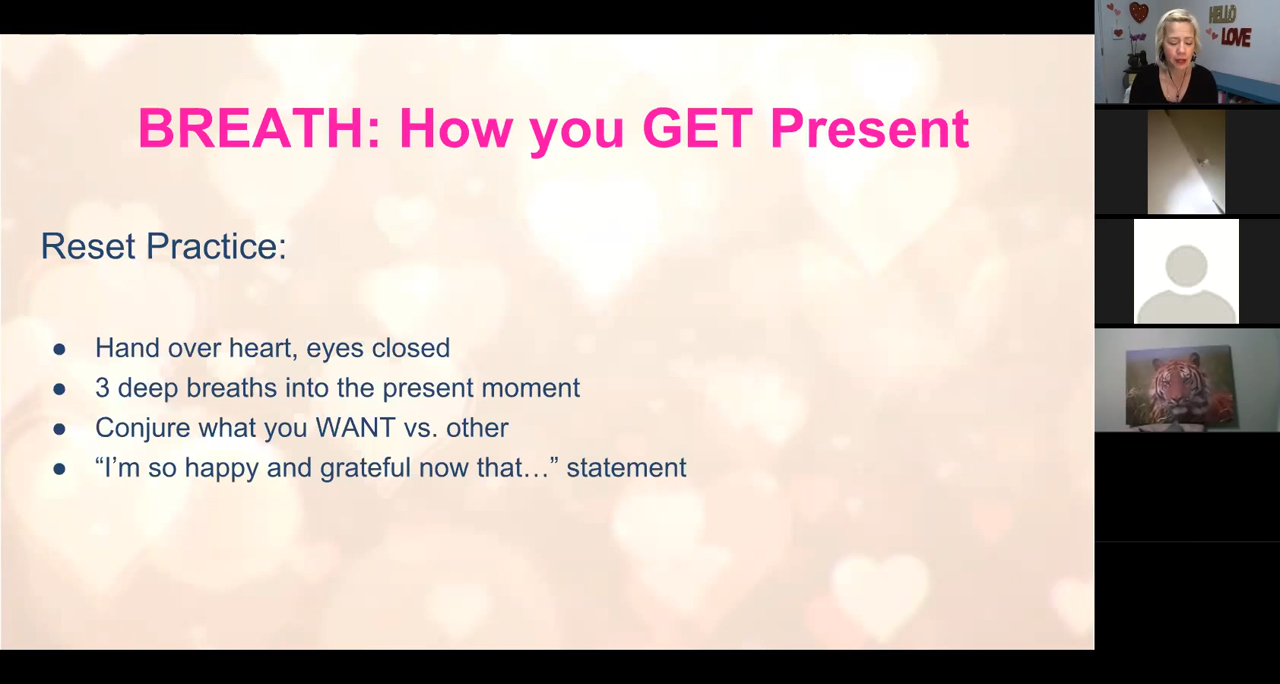 BREATH: How you GET Present
Reset Practice:
● Hand over heart, eyes closed
● 3 deep breaths into the present moment
● Conjure what you WANT vs. other
● “I’m so happy and grateful now that…” statement
HELLO
LOVE